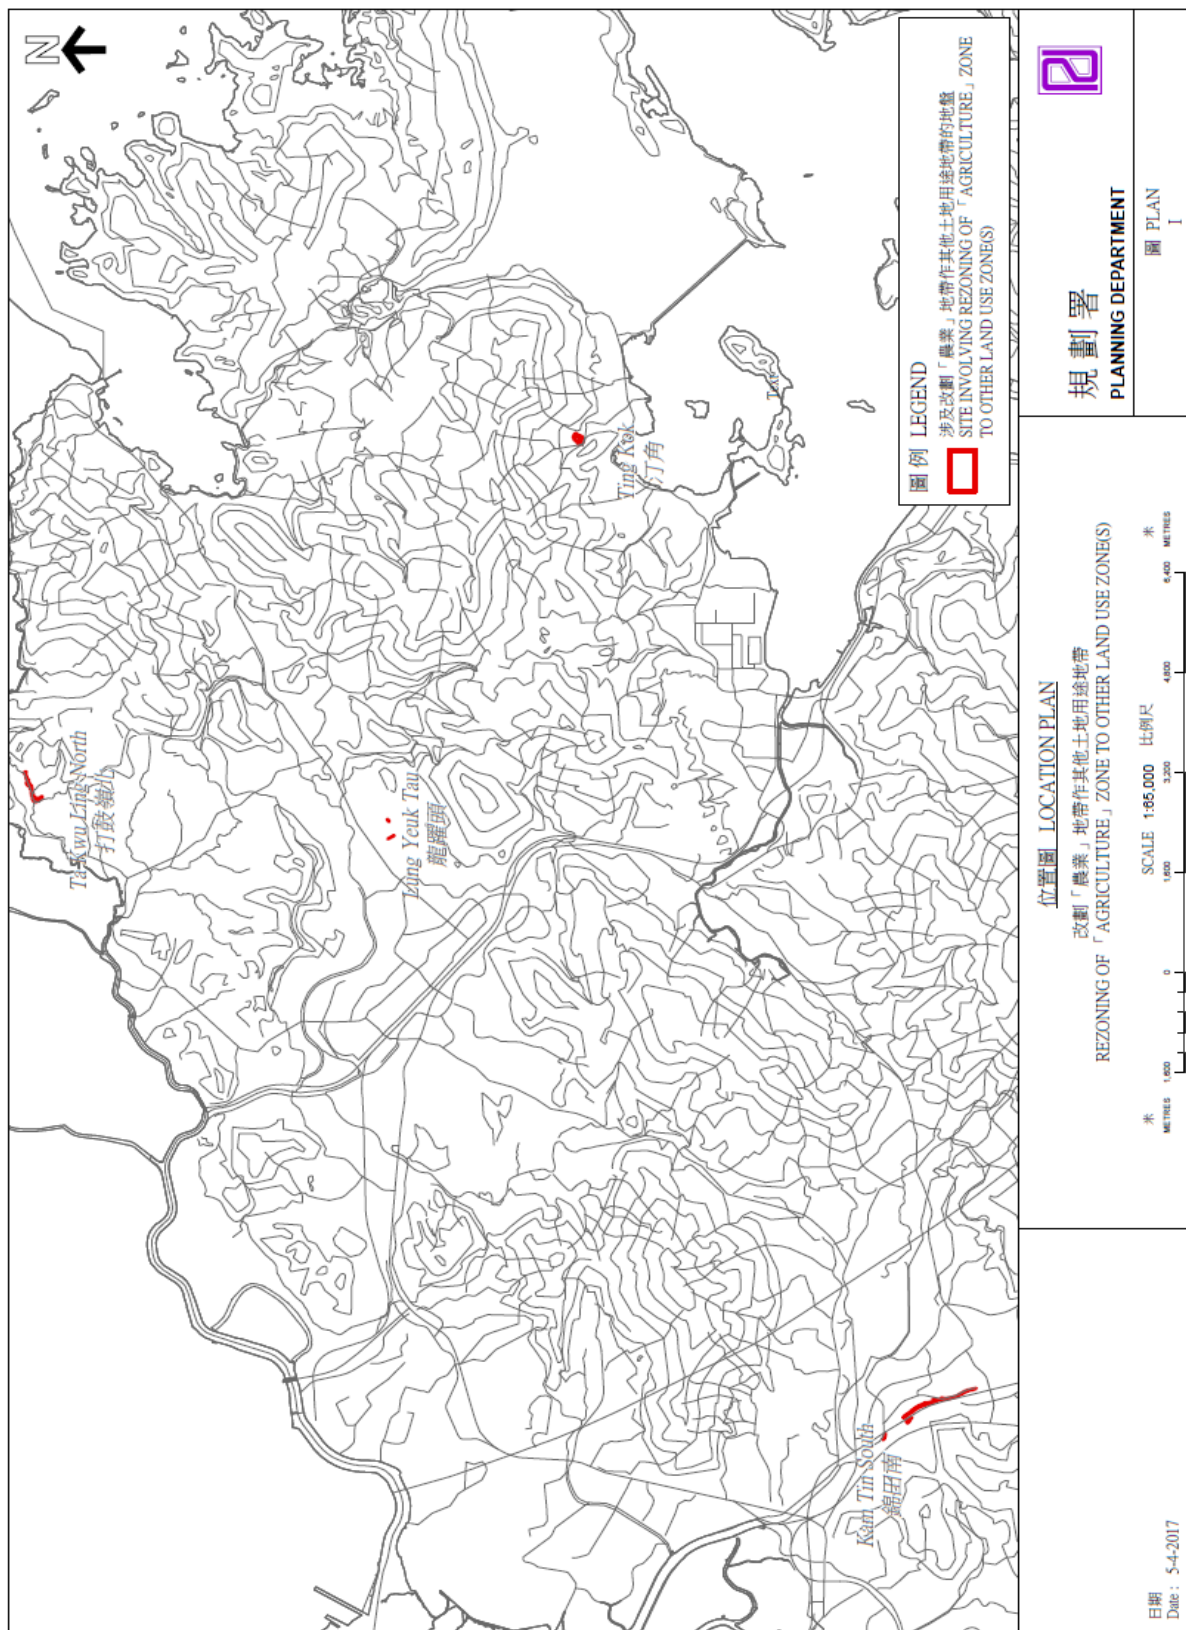 N
Ta Kwu Ling North
打鼓嶺北
Lung Yeuk Tau
龍躍頭
Ting Kok
汀角
Kam Tin South
錦田南
圖例 LEGEND
涉及改劃「農業」地帶作其他土地用途地帶的地盤
SITE INVOLVING REZONING OF「AGRICULTURE」ZONE
TO OTHER LAND USE ZONE(S)
日期
Date : 5-4-2017
位置圖 LOCATION PLAN
改劃「農業」地帶作其他土地用途地帶
REZONING OF「AGRICULTURE」ZONE TO OTHER LAND USE ZONE(S)
SCALE 1:65,000 比例尺
米 METRES 1,600 0 1,600 3,200 4,800 6,400 METRES 米
規劃署
PLANNING DEPARTMENT
圖 PLAN
I